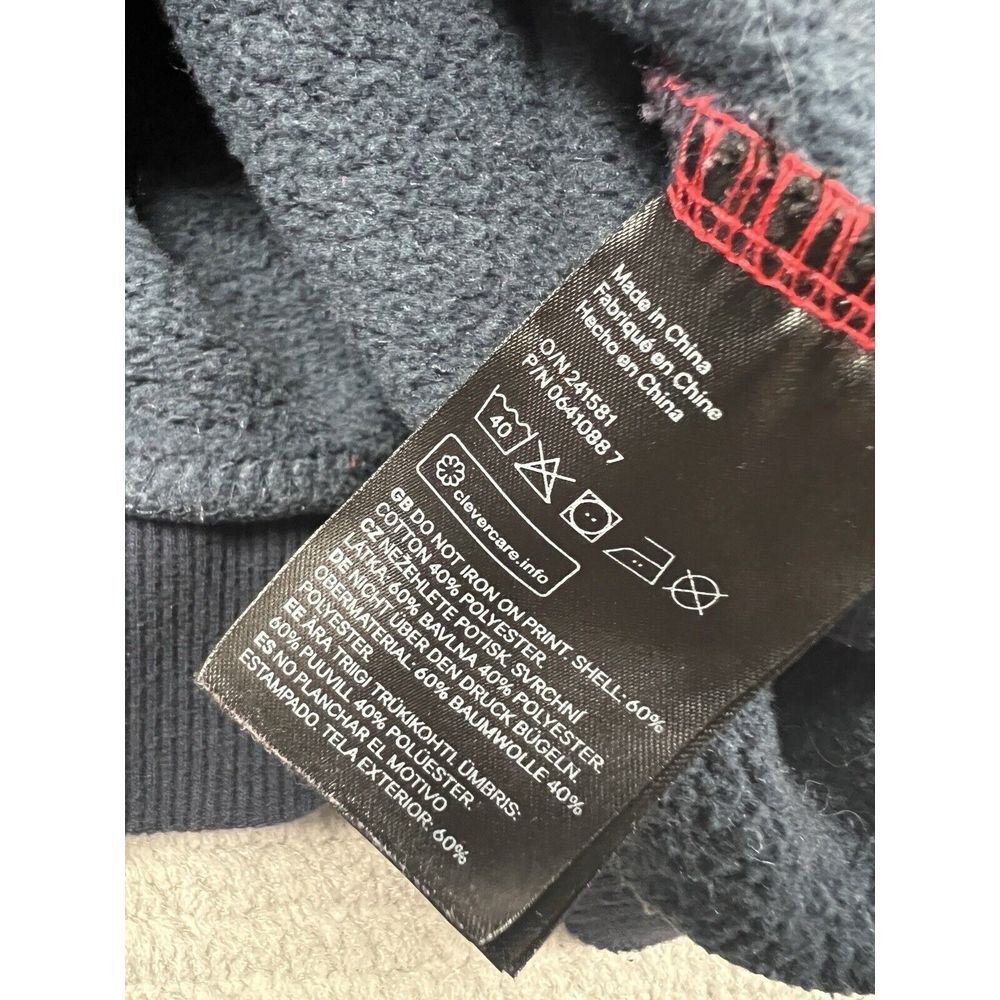 Made in China
Fabriqué en Chine
Hecho en China
O/N 241581
P/N 0641088 7
40
clevercare.info
GB DO NOT IRON ON PRINT. SHELL: 60%
COTTON 40% POLYESTER
CZ NEŽEHLETE POTISK. SVRCHNÍ
LÁTKA: 60% BAVLNA 40% POLYESTER.
DE NICHT ÜBER DEN DRUCK BÜGELN.
OBERMATERIAL: 60% BAUMWOLLE 40%
POLYESTER.
EE ÄRA TRIIGI TRÜKIKOHTI. ÜMBRIS:
60% PUUVILL 40% POLÜESTER.
ES NO PLANCHAR EL MOTIVO
ESTAMPADO. TELA EXTERIOR: 60%